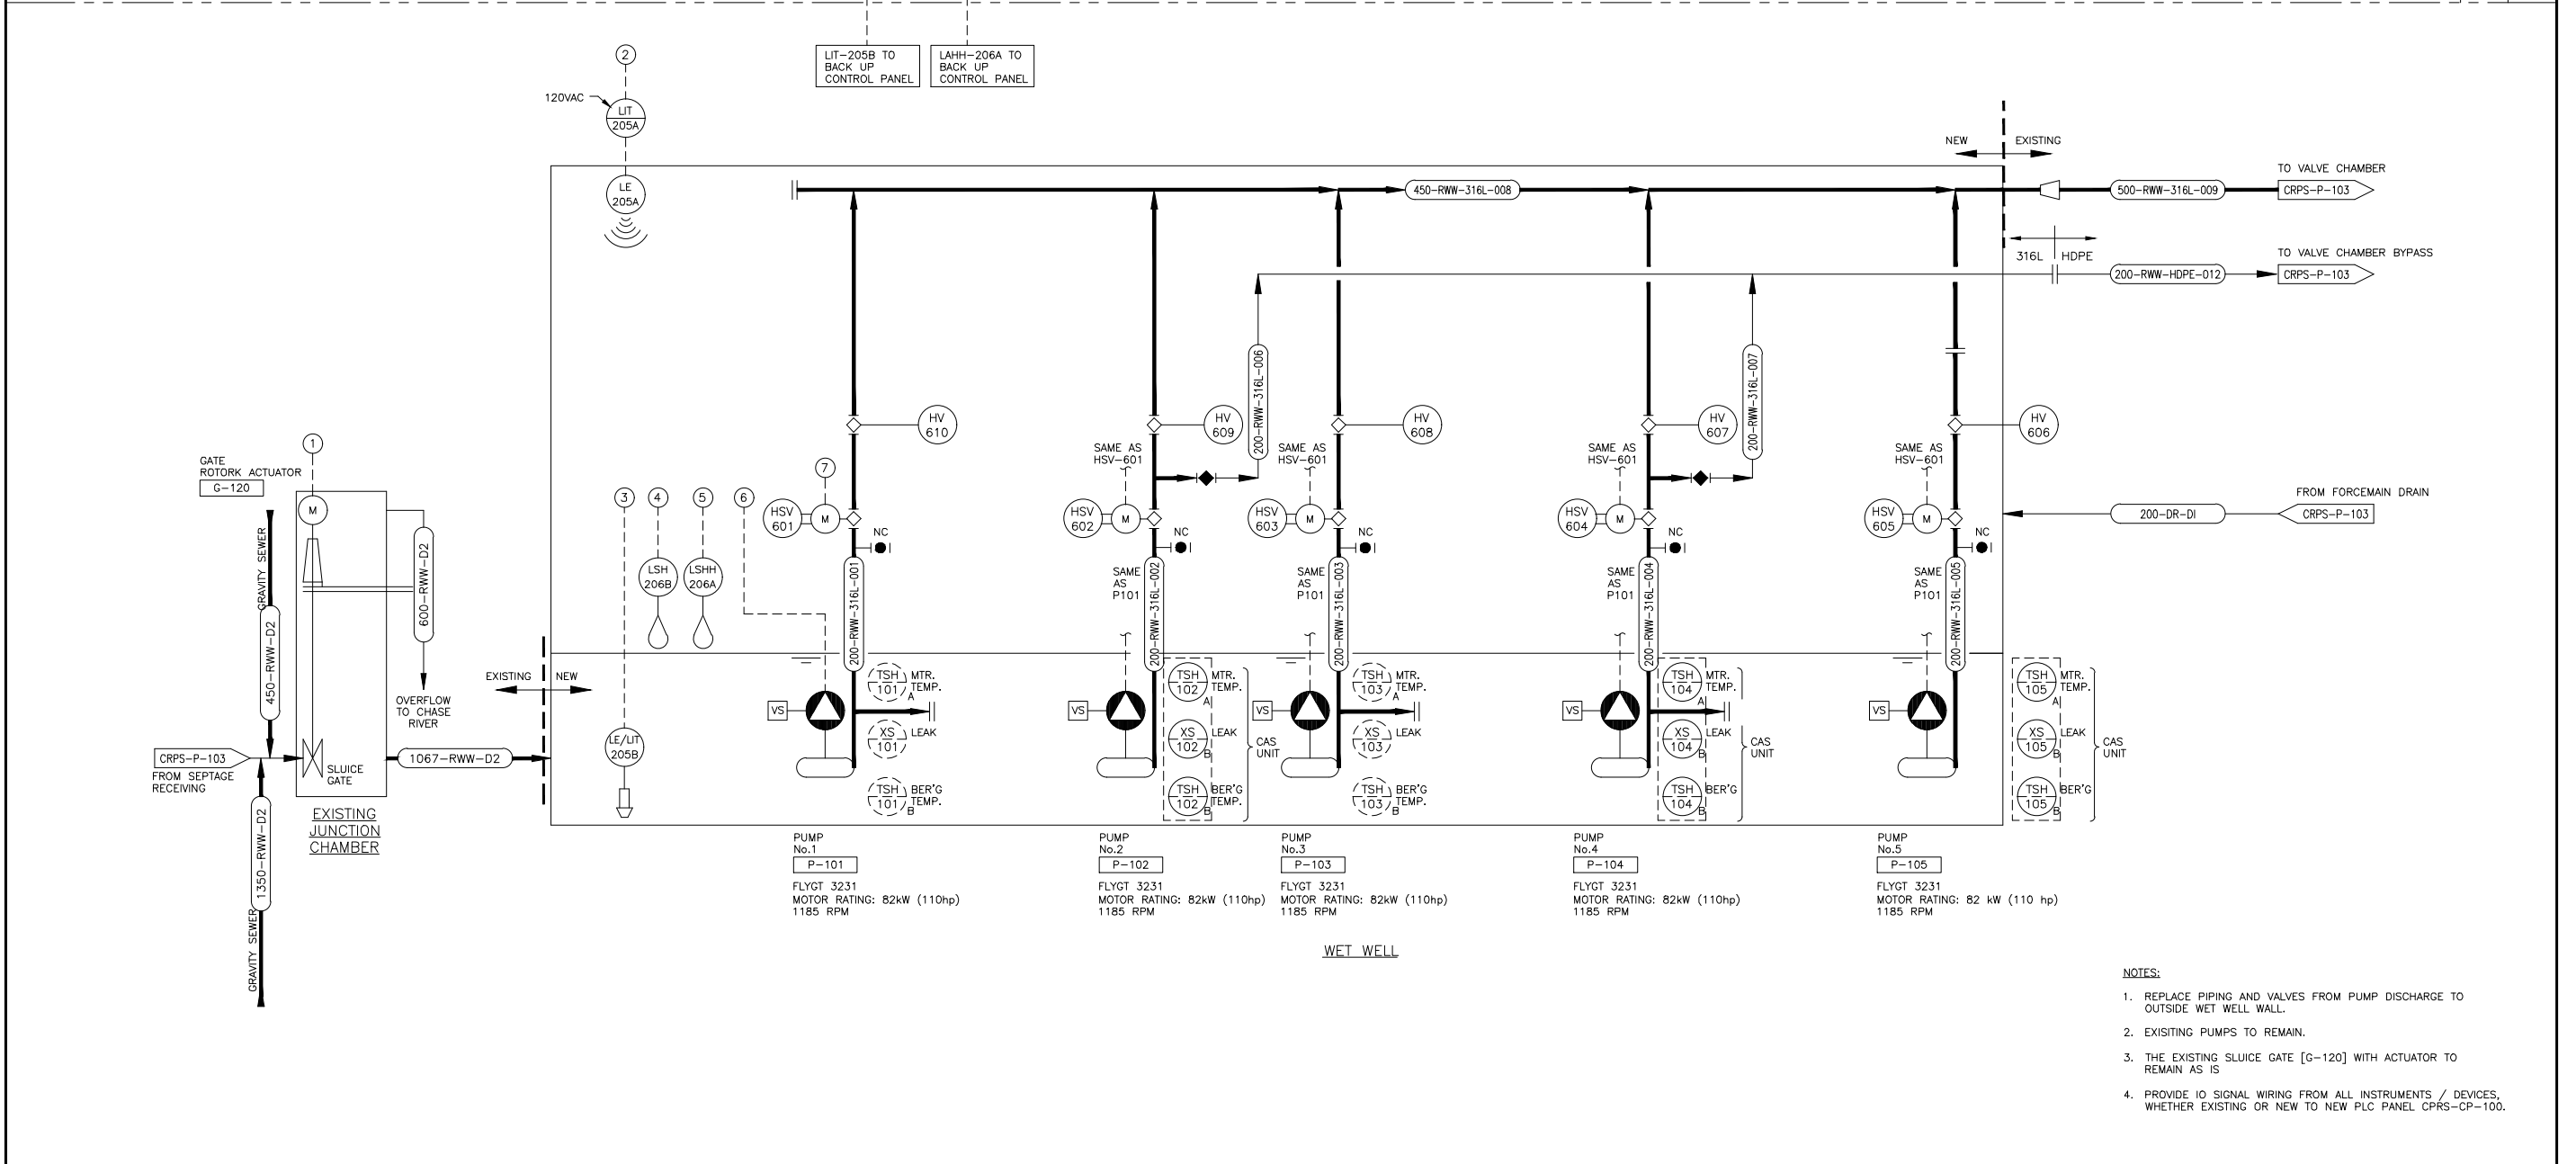 LIT-205B TO
BACK UP
CONTROL PANEL
LAHH-206A TO
BACK UP
CONTROL PANEL
2
120VAC
LIT
205A
LE
205A
NEW
EXISTING
450-RWW-316L-008
500-RWW-316L-009
TO VALVE CHAMBER
CRPS-P-103
316L
HDPE
200-RWW-HDPE-012
TO VALVE CHAMBER BYPASS
CRPS-P-103
200-RWW-316L-006
200-RWW-316L-007
HV
610
HV
609
HV
608
HV
607
HV
606
1
GATE
ROTORK ACTUATOR
G-120
M
GRAVITY SEWER
450-RWW-D2
600-RWW-D2
OVERFLOW
TO CHASE
RIVER
CRPS-P-103
FROM SEPTAGE
RECEIVING
SLUICE
GATE
1067-RWW-D2
EXISTING
JUNCTION
CHAMBER
1350-RWW-D2
GRAVITY SEWER
EXISTING
NEW
3
4
5
6
7
LSH
206B
LSHH
206A
LE/LIT
205B
HSV
601
M
NC
200-RWW-316L-001
SAME AS
HSV-601
HSV
602
M
NC
SAME
AS
P101
200-RWW-316L-002
SAME AS
HSV-601
HSV
603
M
NC
SAME
AS
P101
200-RWW-316L-003
SAME AS
HSV-601
HSV
604
M
NC
SAME
AS
P101
200-RWW-316L-004
SAME AS
HSV-601
HSV
605
M
NC
SAME
AS
P101
200-RWW-316L-005
FROM FORCEMAIN DRAIN
200-DR-DI
CRPS-P-103
VS
TSH
101
A
MTR.
TEMP.
XS
101
LEAK
TSH
101
B
BER'G
TEMP.
VS
TSH
102
A
MTR.
TEMP.
XS
102
B
LEAK
TSH
102
B
BER'G
TEMP.
CAS
UNIT
VS
TSH
103
A
MTR.
TEMP.
XS
103
LEAK
TSH
103
B
BER'G
TEMP.
VS
TSH
104
A
MTR.
TEMP.
XS
104
B
LEAK
TSH
104
B
BER'G
CAS
UNIT
VS
TSH
105
A
MTR.
TEMP.
XS
105
B
LEAK
TSH
105
B
BER'G
CAS
UNIT
PUMP
No.1
P-101
FLYGT 3231
MOTOR RATING: 82kW (110hp)
1185 RPM
PUMP
No.2
P-102
FLYGT 3231
MOTOR RATING: 82kW (110hp)
1185 RPM
PUMP
No.3
P-103
FLYGT 3231
MOTOR RATING: 82kW (110hp)
1185 RPM
PUMP
No.4
P-104
FLYGT 3231
MOTOR RATING: 82kW (110hp)
1185 RPM
PUMP
No.5
P-105
FLYGT 3231
MOTOR RATING: 82 kW (110 hp)
1185 RPM
WET WELL
NOTES:
1. REPLACE PIPING AND VALVES FROM PUMP DISCHARGE TO
OUTSIDE WET WELL WALL.
2. EXISITING PUMPS TO REMAIN.
3. THE EXISTING SLUICE GATE [G-120] WITH ACTUATOR TO
REMAIN AS IS
4. PROVIDE IO SIGNAL WIRING FROM ALL INSTRUMENTS / DEVICES,
WHETHER EXISTING OR NEW TO NEW PLC PANEL CPRS-CP-100.